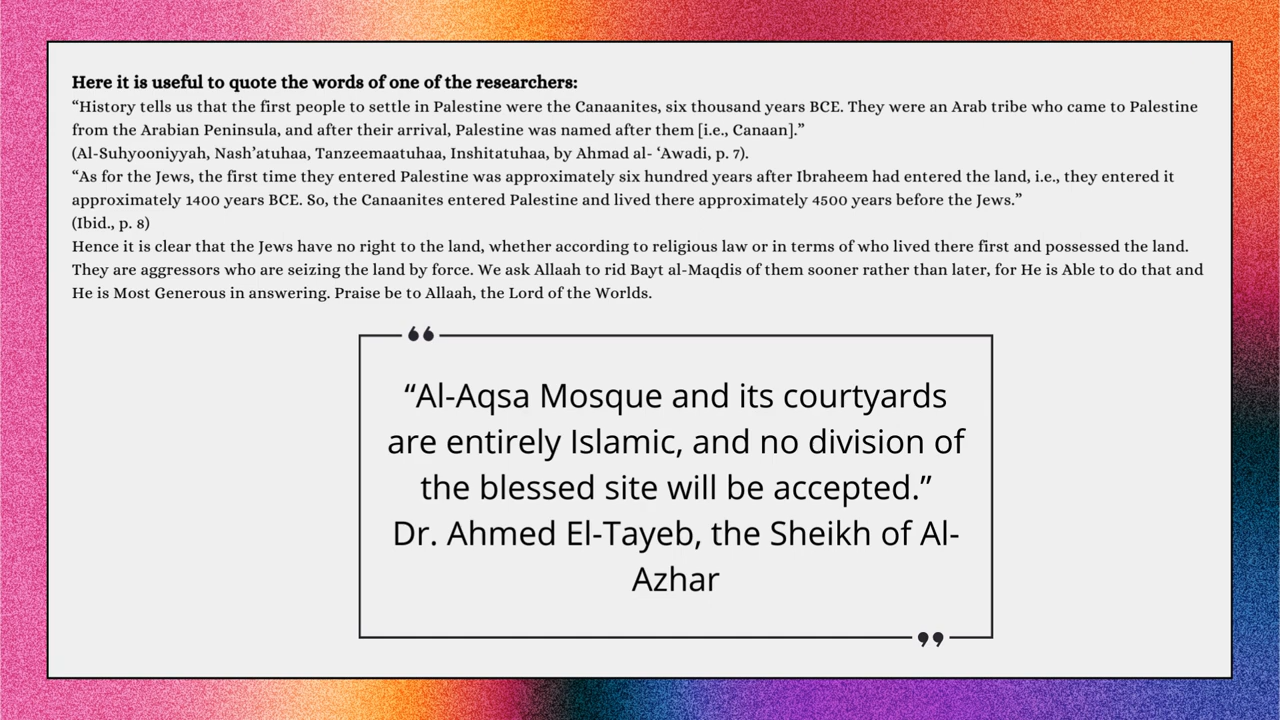 Here it is useful to quote the words of one of the researchers:
“History tells us that the first people to settle in Palestine were the Canaanites, six thousand years BCE. They were an Arab tribe who came to Palestine
from the Arabian Peninsula, and after their arrival, Palestine was named after them [i.e., Canaan].”
(Al-Suhyooniyyah, Nash’atuhaa, Tanzeemaatuhaa, Inshitatuhaa, by Ahmad al- ‘Awadi, p. 7).
“As for the Jews, the first time they entered Palestine was approximately six hundred years after Ibraheem had entered the land, i.e., they entered it
approximately 1400 years BCE. So, the Canaanites entered Palestine and lived there approximately 4500 years before the Jews.”
(Ibid., p. 8)
Hence it is clear that the Jews have no right to the land, whether according to religious law or in terms of who lived there first and possessed the land.
They are aggressors who are seizing the land by force. We ask Allaah to rid Bayt al-Maqdis of them sooner rather than later, for He is Able to do that and
He is Most Generous in answering. Praise be to Allaah, the Lord of the Worlds.
“Al-Aqsa Mosque and its courtyards
are entirely Islamic, and no division of
the blessed site will be accepted.”
Dr. Ahmed El-Tayeb, the Sheikh of Al-
Azhar